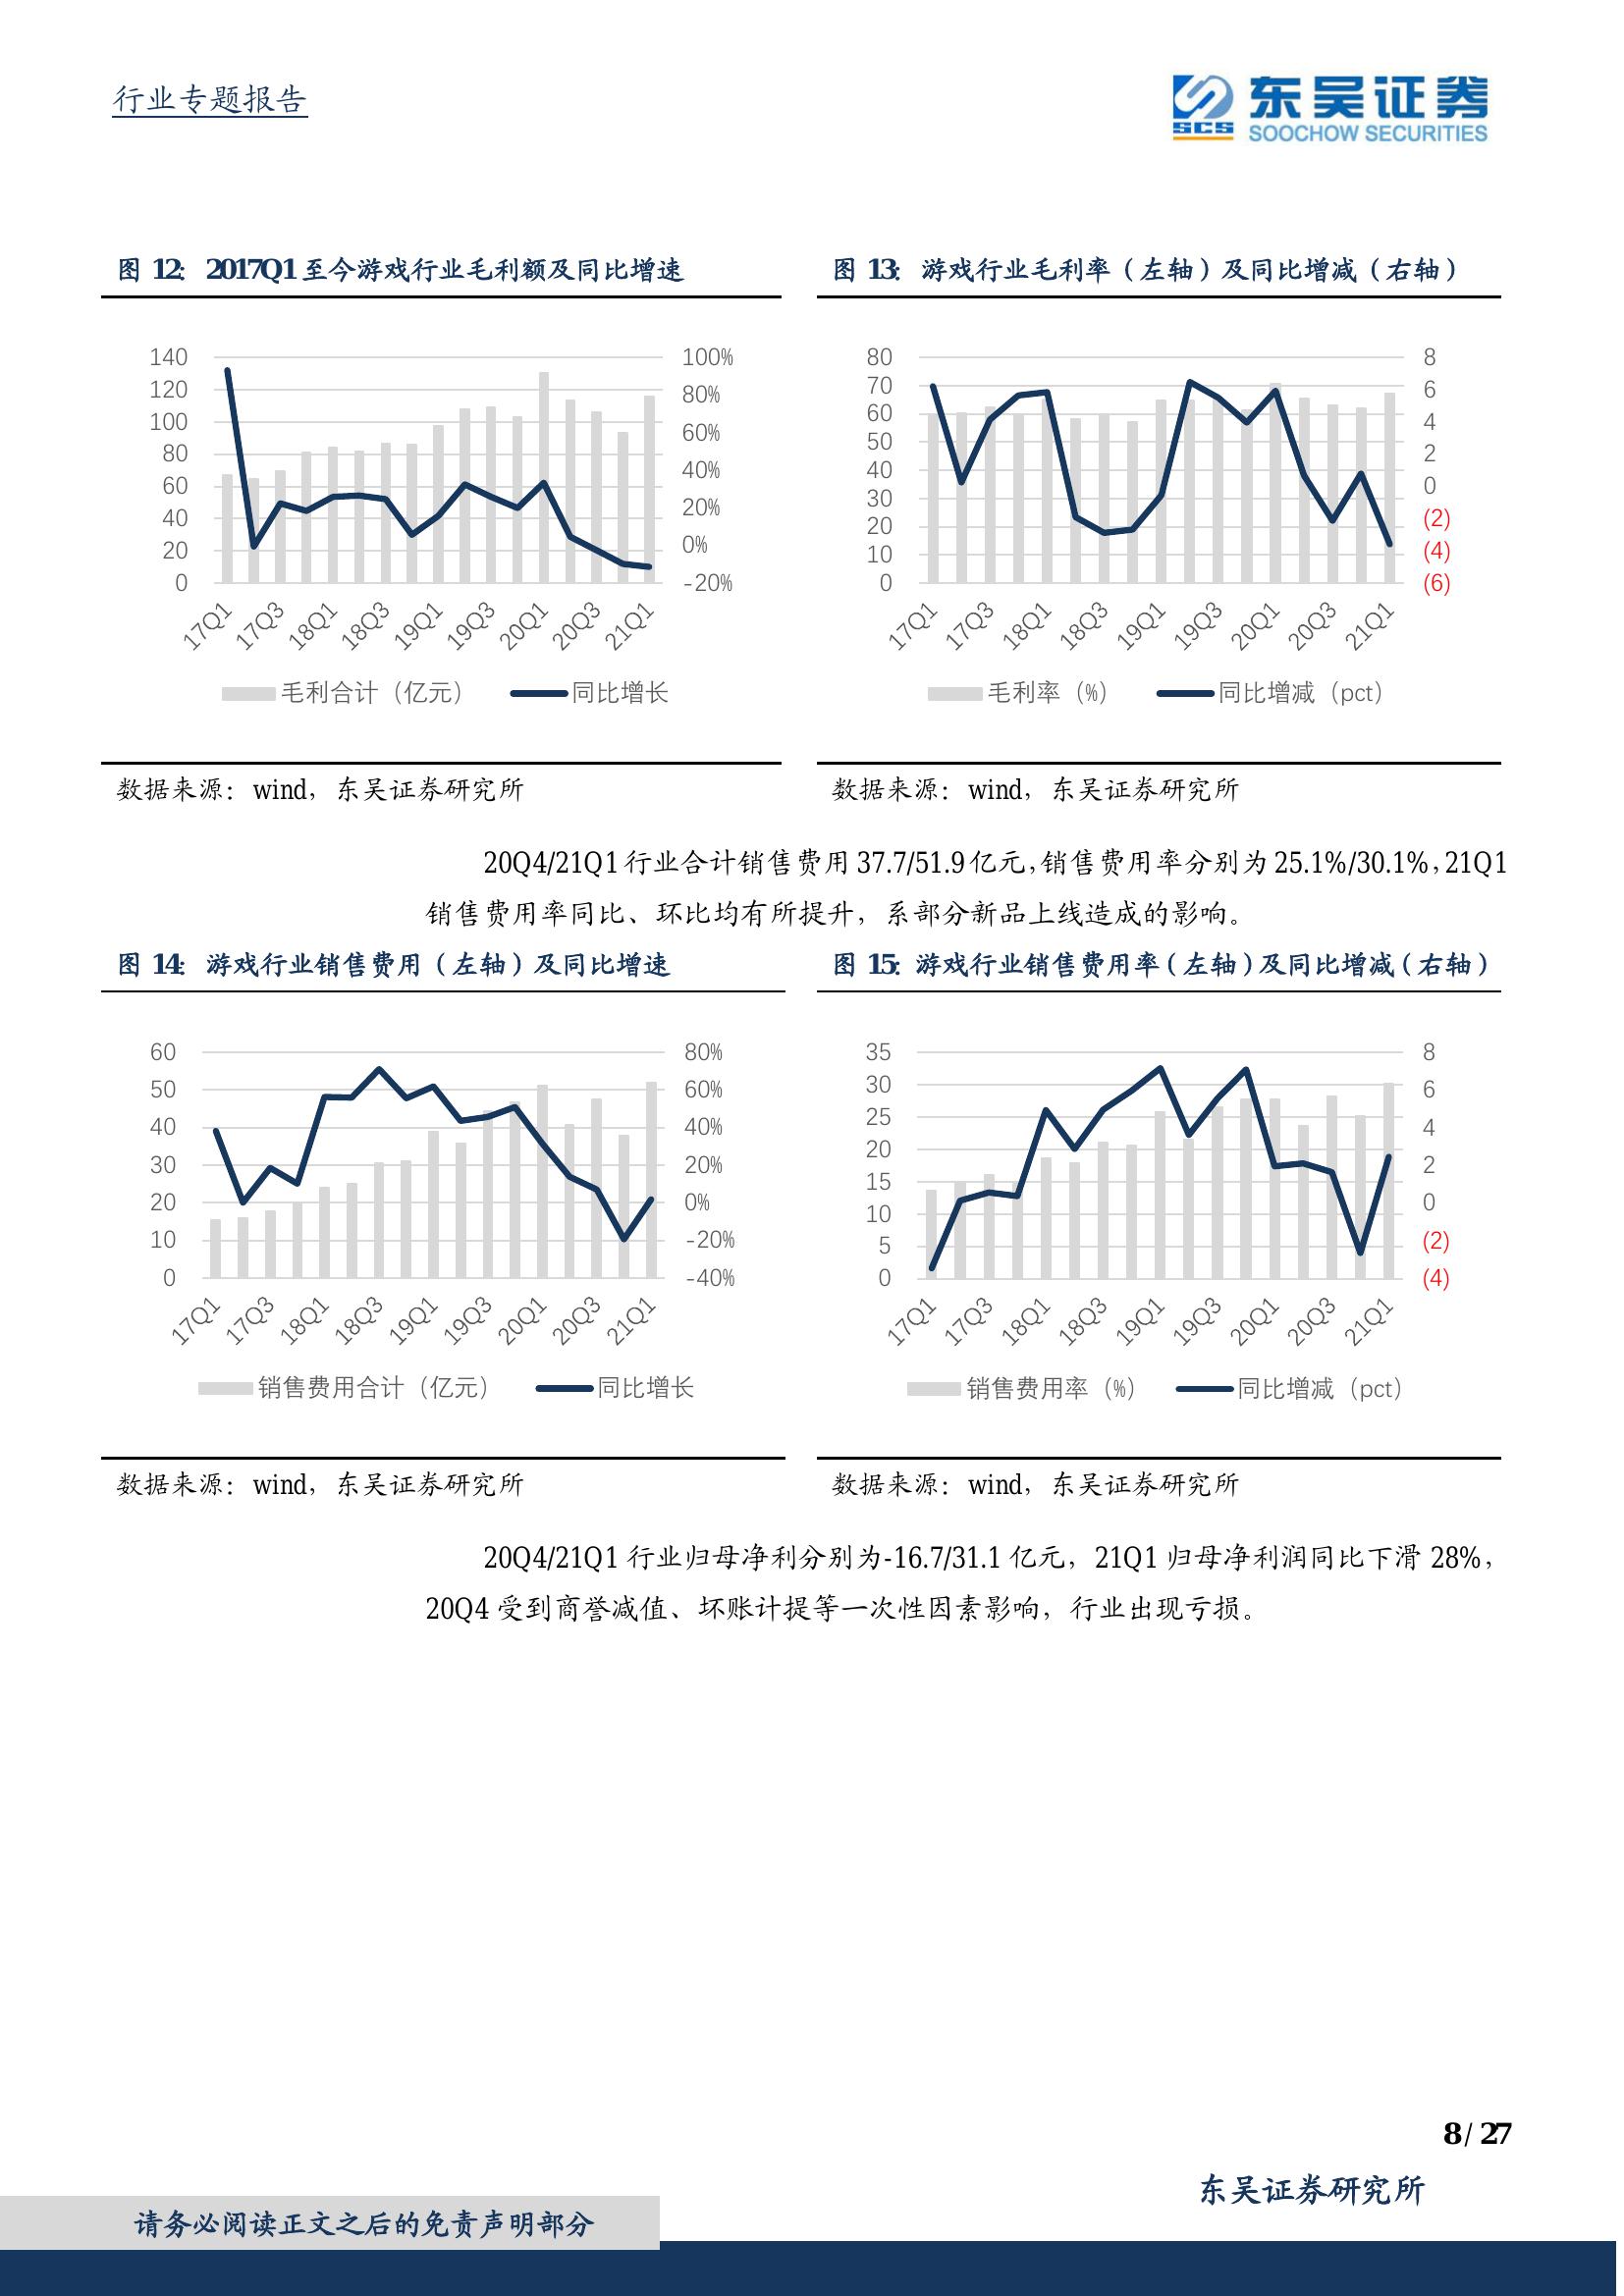 行业专题报告
东吴证券
SCS
SOOCHOW SECURITIES
图 12: 2017Q1 至今游戏行业毛利额及同比增速
140
120
100
80
60
40
20
0
100%
80%
60%
40%
20%
0%
-20%
17Q1
17Q3
18Q1
18Q3
19Q1
19Q3
20Q1
20Q3
21Q1
毛利合计（亿元）
同比增长
数据来源：wind，东吴证券研究所
图 13: 游戏行业毛利率（左轴）及同比增减（右轴）
80
70
60
50
40
30
20
10
0
8
6
4
2
0
(2)
(4)
(6)
17Q1
17Q3
18Q1
18Q3
19Q1
19Q3
20Q1
20Q3
21Q1
毛利率（%）
同比增减（pct）
数据来源：wind，东吴证券研究所
20Q4/21Q1 行业合计销售费用 37.7/51.9 亿元，销售费用率分别为 25.1%/30.1%，21Q1
销售费用率同比、环比均有所提升，系部分新品上线造成的影响。
图 14: 游戏行业销售费用（左轴）及同比增速
60
50
40
30
20
10
0
80%
60%
40%
20%
0%
-20%
-40%
17Q1
17Q3
18Q1
18Q3
19Q1
19Q3
20Q1
20Q3
21Q1
销售费用合计（亿元）
同比增长
数据来源：wind，东吴证券研究所
图 15: 游戏行业销售费用率（左轴）及同比增减（右轴）
35
30
25
20
15
10
5
0
8
6
4
2
0
(2)
(4)
17Q1
17Q3
18Q1
18Q3
19Q1
19Q3
20Q1
20Q3
21Q1
销售费用率（%）
同比增减（pct）
数据来源：wind，东吴证券研究所
20Q4/21Q1 行业归母净利分别为-16.7/31.1 亿元，21Q1 归母净利润同比下滑 28%，
20Q4 受到商誉减值、坏账计提等一次性因素影响，行业出现亏损。
8 / 27
东吴证券研究所
请务必阅读正文之后的免责声明部分